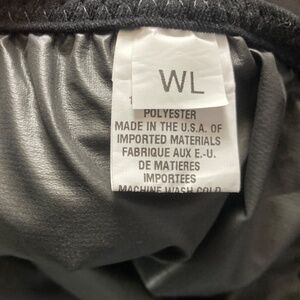 WL
POLYESTER
MADE IN THE U.S.A. OF
IMPORTED MATERIALS
FABRIQUE AUX E.-U.
DE MATIERES
IMPORTEES
MACHINE WASH COLD